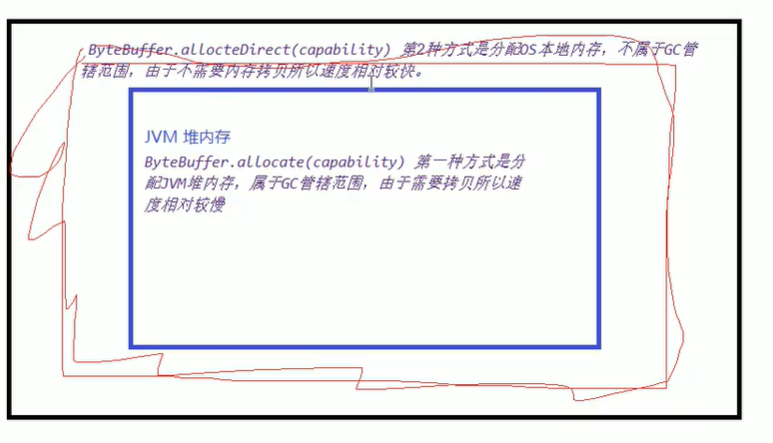 ByteBuffer.allocteDirect(capability) 第2种方式是分配OS本地内存，不属于GC管
辖范围，由于不需要内存拷贝所以速度相对较快。
JVM 堆内存
ByteBuffer.allocate(capability) 第一种方式是分
配JVM堆内存，属于GC管辖范围，由于需要拷贝所以速
度相对较慢